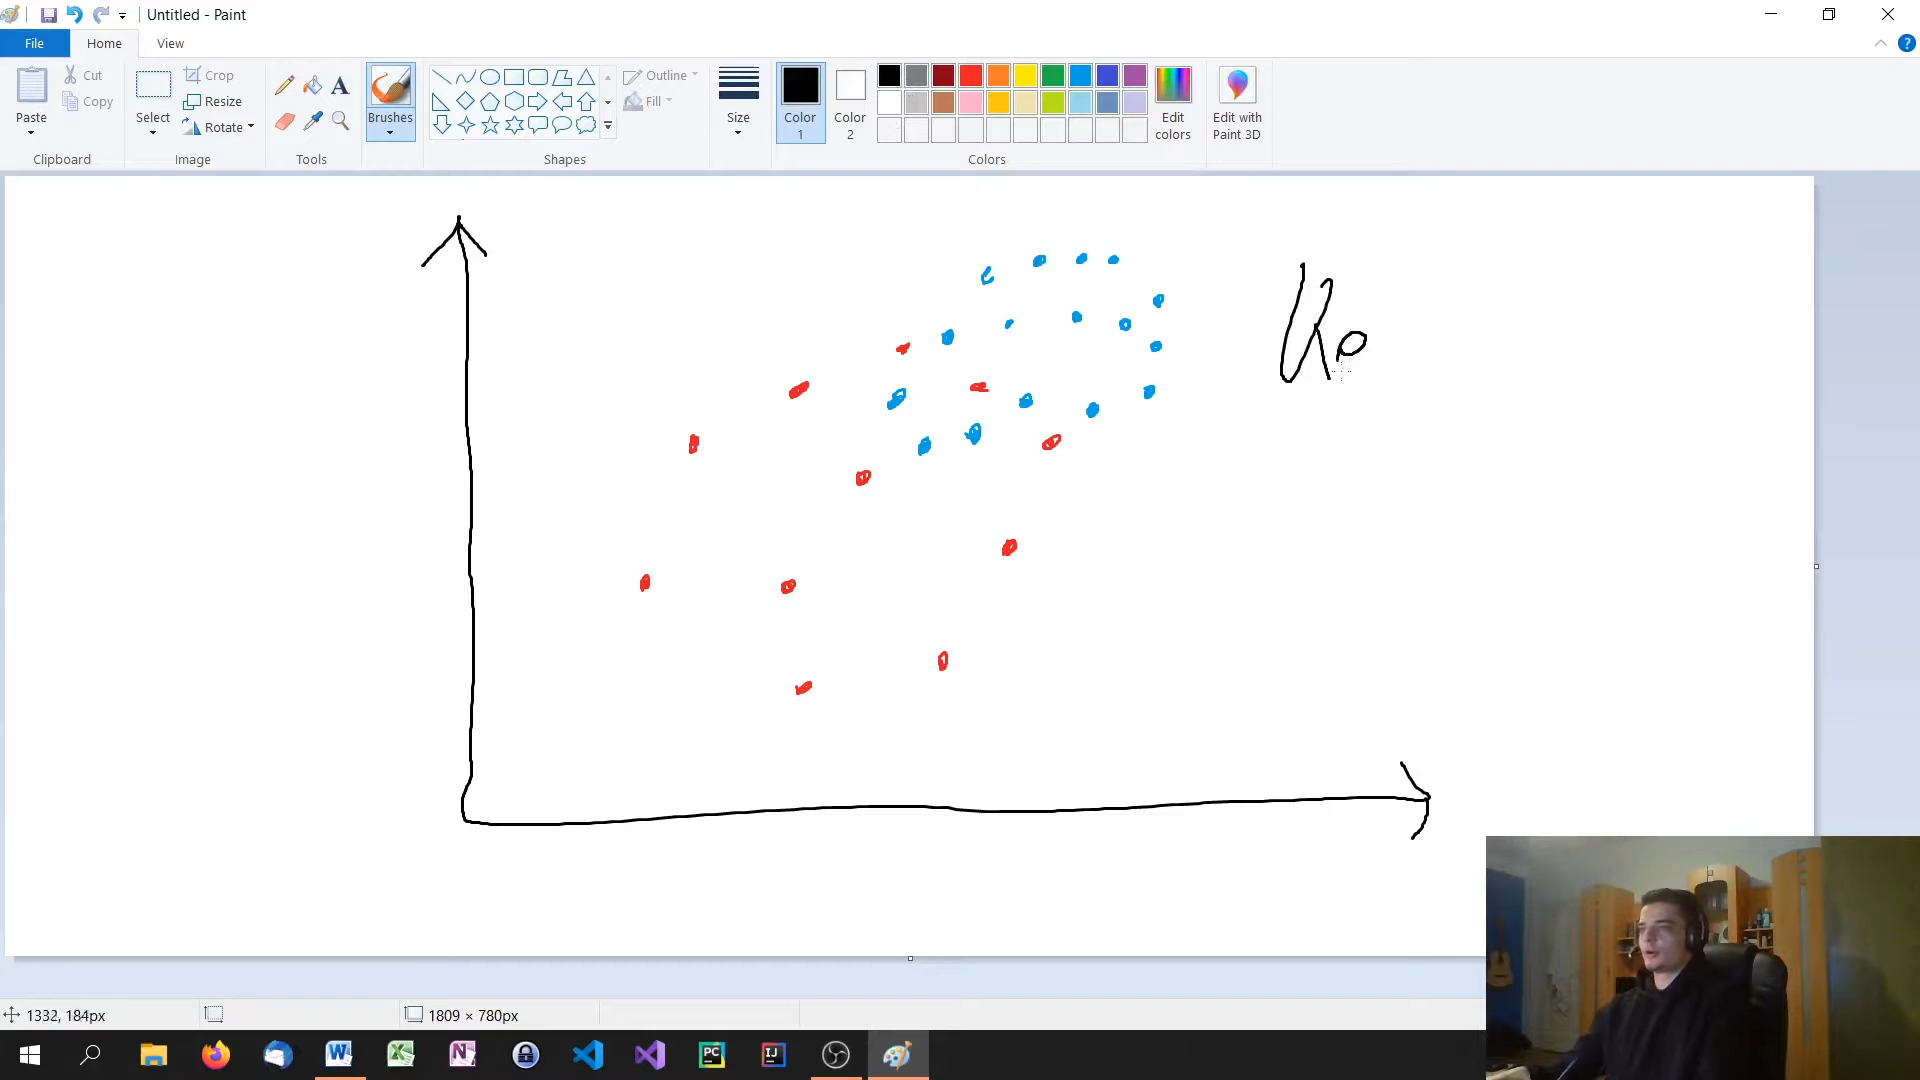 Untitled - Paint
File Home View
Paste
Cut
Copy
Clipboard
Select
Crop
Resize
Rotate
Image
Tools
Brushes
Shapes
Outline
Fill
Size
Color 1
Color 2
Colors
Edit colors
Edit with Paint 3D
1332, 184px
1809 × 780px